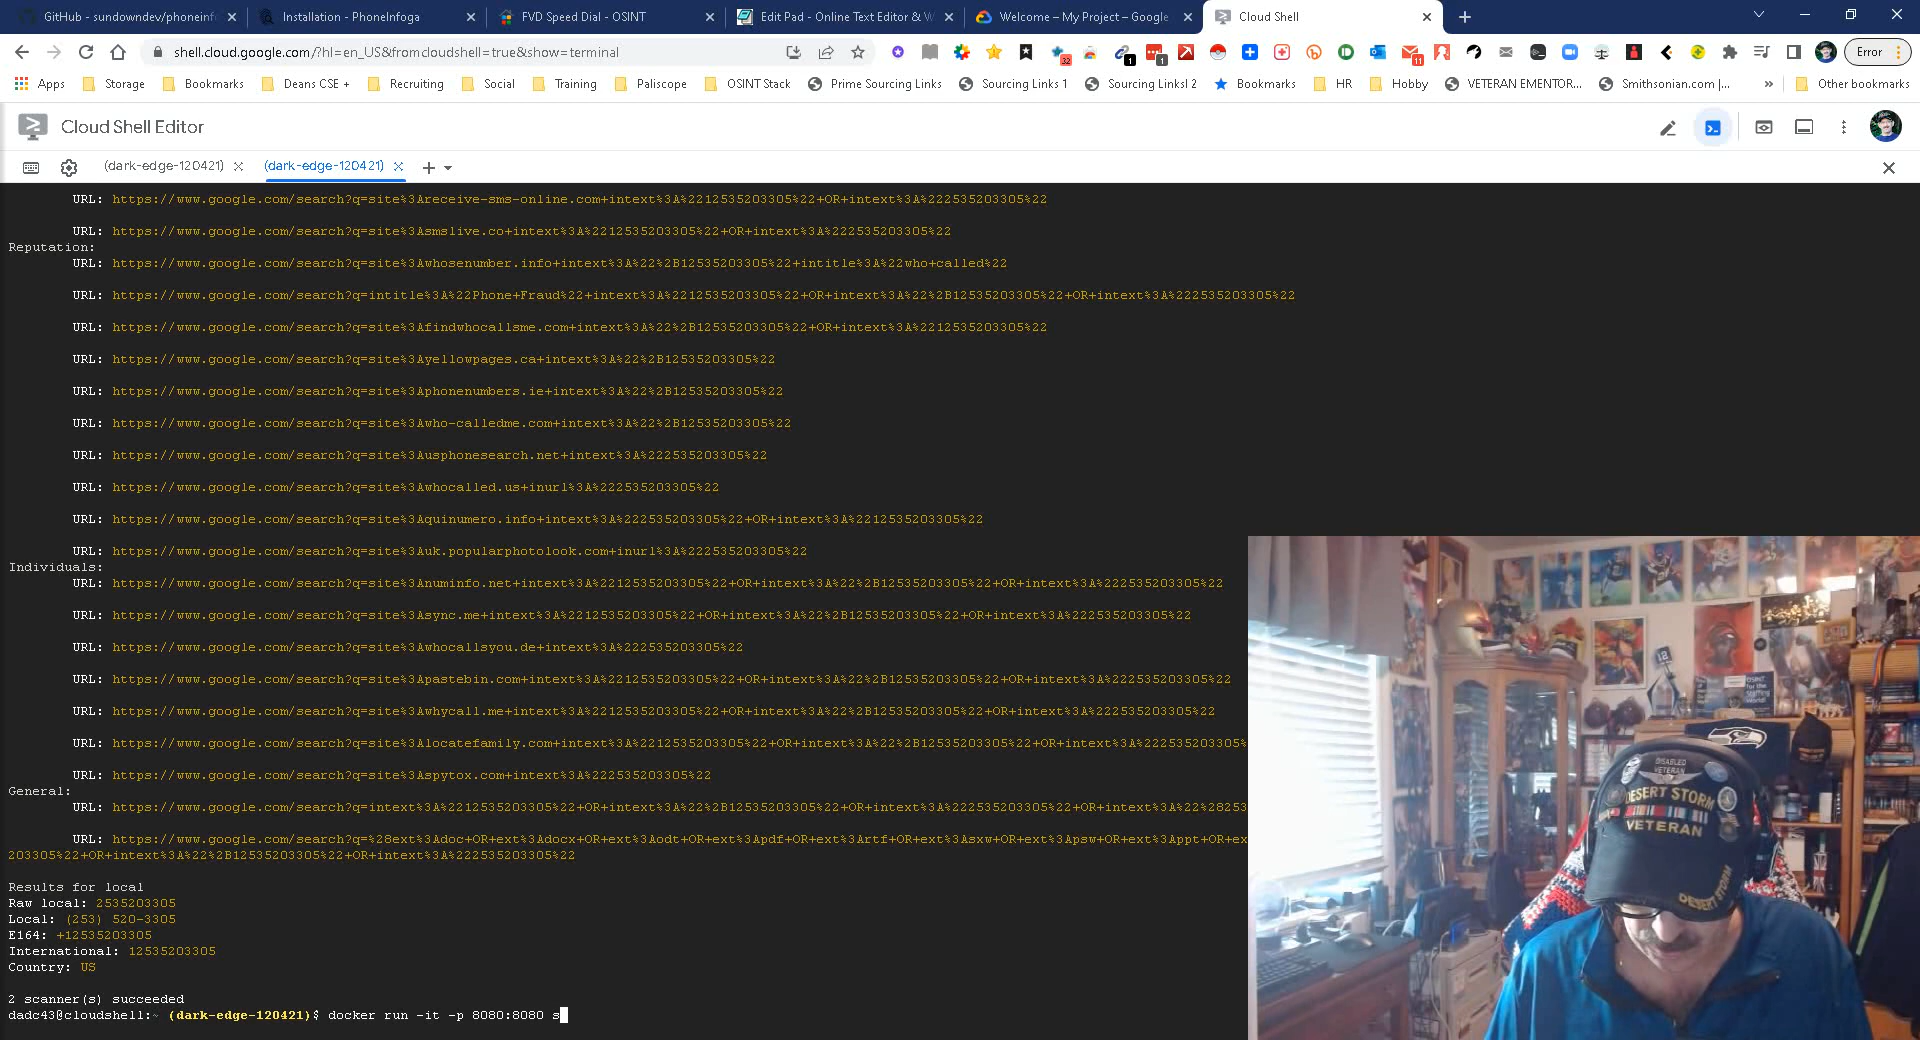 GitHub - sundowndev/phoneinf
Installation - PhoneInfoga
FVD Speed Dial - OSINT
Edit Pad - Online Text Editor & W
Welcome – My Project – Google
Cloud Shell
shell.cloud.google.com/?hl=en_US&fromcloudshell=true&show=terminal
Error
Apps
Storage
Bookmarks
Deans CSE +
Recruiting
Social
Training
Paliscope
OSINT Stack
Prime Sourcing Links
Sourcing Links 1
Sourcing Linksl 2
Bookmarks
HR
Hobby
VETERAN EMENTOR...
Smithsonian.com |...
»
Other bookmarks
Cloud Shell Editor
(dark-edge-120421)
(dark-edge-120421)
URL: https://www.google.com/search?q=site%3Areceive-sms-online.com+intext%3A%2212535203305%22+OR+intext%3A%222535203305%22
URL: https://www.google.com/search?q=site%3Asmslive.co+intext%3A%2212535203305%22+OR+intext%3A%222535203305%22
Reputation:
URL: https://www.google.com/search?q=site%3Awhosenumber.info+intext%3A%22%2B12535203305%22+intitle%3A%22who+called%22
URL: https://www.google.com/search?q=intitle%3A%22Phone+Fraud%22+intext%3A%2212535203305%22+OR+intext%3A%22%2B12535203305%22+OR+intext%3A%222535203305%22
URL: https://www.google.com/search?q=site%3Afindwhocallsme.com+intext%3A%22%2B12535203305%22+OR+intext%3A%2212535203305%22
URL: https://www.google.com/search?q=site%3Ayellowpages.ca+intext%3A%22%2B12535203305%22
URL: https://www.google.com/search?q=site%3Aphonenumbers.ie+intext%3A%22%2B12535203305%22
URL: https://www.google.com/search?q=site%3Awho-calledme.com+intext%3A%22%2B12535203305%22
URL: https://www.google.com/search?q=site%3Ausphonesearch.net+intext%3A%222535203305%22
URL: https://www.google.com/search?q=site%3Awhocalled.us+inurl%3A%222535203305%22
URL: https://www.google.com/search?q=site%3Aquinumero.info+intext%3A%222535203305%22+OR+intext%3A%2212535203305%22
URL: https://www.google.com/search?q=site%3Auk.popularphotolook.com+inurl%3A%222535203305%22
Individuals:
URL: https://www.google.com/search?q=site%3Anuminfo.net+intext%3A%2212535203305%22+OR+intext%3A%22%2B12535203305%22+OR+intext%3A%222535203305%22
URL: https://www.google.com/search?q=site%3Async.me+intext%3A%2212535203305%22+OR+intext%3A%22%2B12535203305%22+OR+intext%3A%222535203305%22
URL: https://www.google.com/search?q=site%3Awhocallsyou.de+intext%3A%222535203305%22
URL: https://www.google.com/search?q=site%3Apastebin.com+intext%3A%2212535203305%22+OR+intext%3A%22%2B12535203305%22+OR+intext%3A%222535203305%22
URL: https://www.google.com/search?q=site%3Awhycall.me+intext%3A%2212535203305%22+OR+intext%3A%22%2B12535203305%22+OR+intext%3A%222535203305%22
URL: https://www.google.com/search?q=site%3Alocatefamily.com+intext%3A%2212535203305%22+OR+intext%3A%22%2B12535203305%22+OR+intext%3A%222535203305%
URL: https://www.google.com/search?q=site%3Aspytox.com+intext%3A%222535203305%22
General:
URL: https://www.google.com/search?q=intext%3A%2212535203305%22+OR+intext%3A%22%2B12535203305%22+OR+intext%3A%222535203305%22+OR+intext%3A%22%28253
URL: https://www.google.com/search?q=%28ext%3Adoc+OR+ext%3Adocx+OR+ext%3Aodt+OR+ext%3Apdf+OR+ext%3Artf+OR+ext%3Asxw+OR+ext%3Apsw+OR+ext%3Appt+OR+ex
203305%22+OR+intext%3A%22%2B12535203305%22+OR+intext%3A%222535203305%22
Results for local
Raw local: 2535203305
Local: (253) 520-3305
E164: +12535203305
International: 12535203305
Country: US
2 scanner(s) succeeded
dadc43@cloudshell:~ (dark-edge-120421)$ docker run -it -p 8080:8080 s
DISABLED
VETERAN
DESERT STORM
VETERAN
DESERT STORM